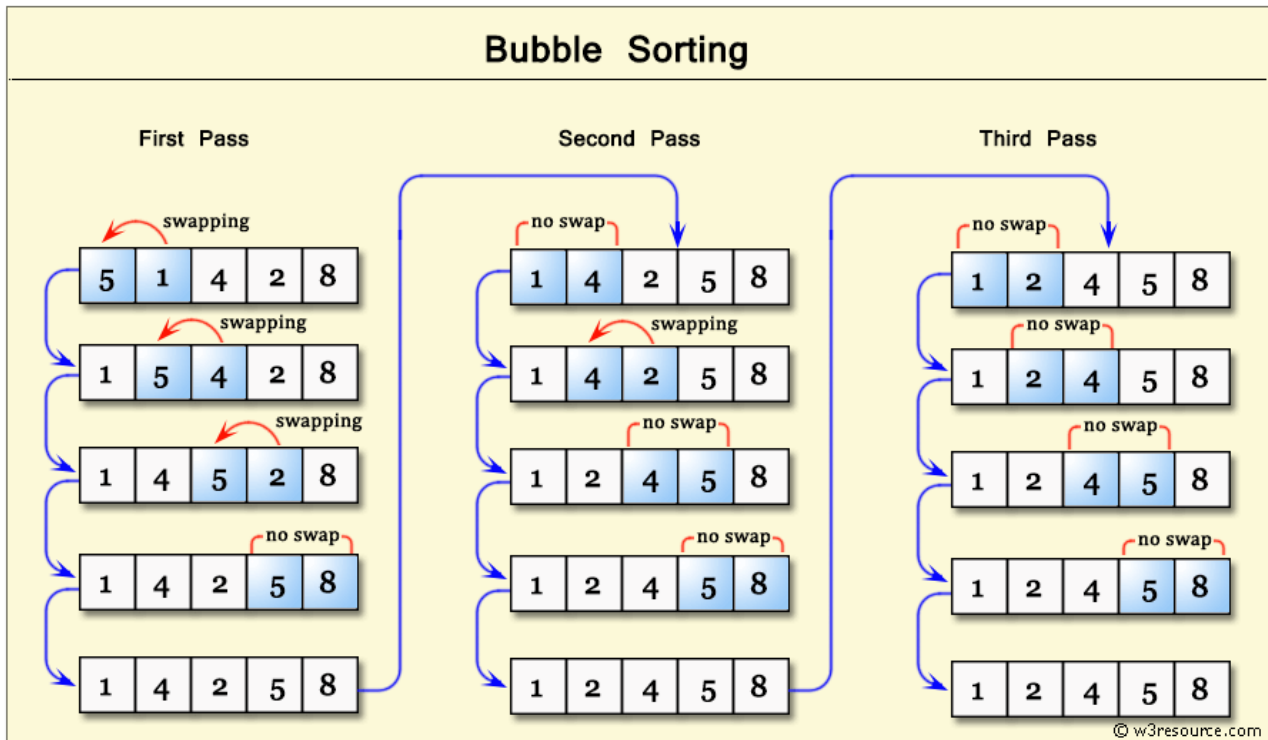 Bubble Sorting
First Pass
swapping
5 1 4 2 8
swapping
1 5 4 2 8
swapping
1 4 5 2 8
no swap
1 4 2 5 8
1 4 2 5 8
Second Pass
no swap
1 4 2 5 8
swapping
1 4 2 5 8
no swap
1 2 4 5 8
no swap
1 2 4 5 8
1 2 4 5 8
Third Pass
no swap
1 2 4 5 8
no swap
1 2 4 5 8
no swap
1 2 4 5 8
no swap
1 2 4 5 8
1 2 4 5 8
© w3resource.com